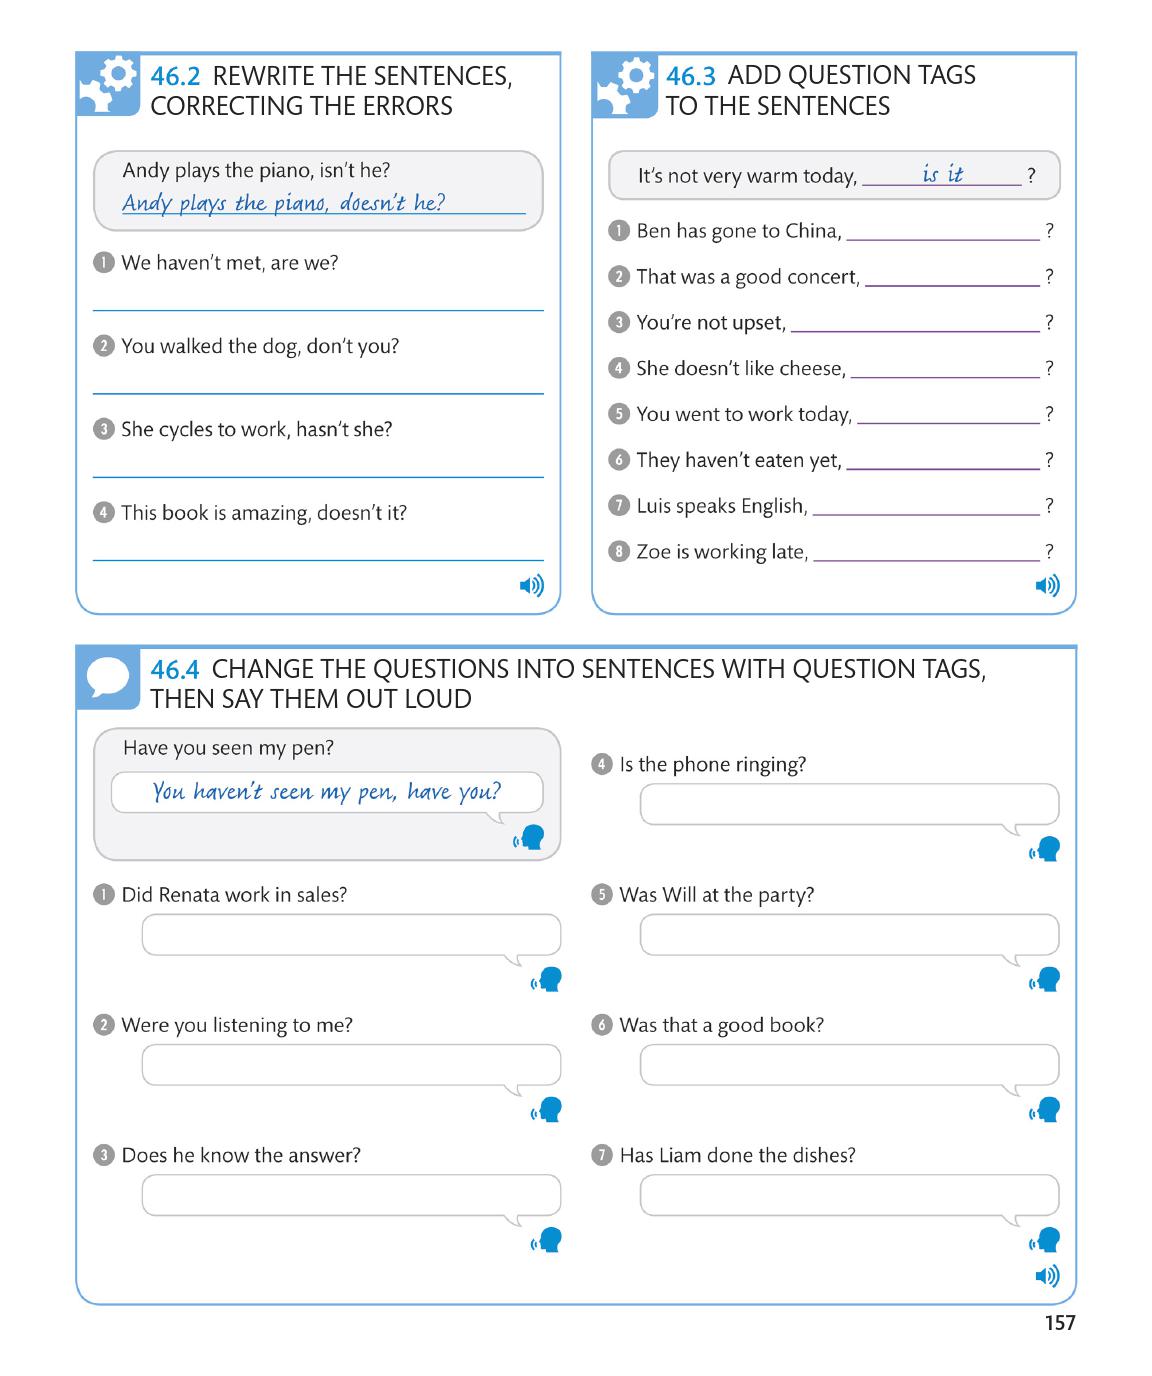 46.2 REWRITE THE SENTENCES,
CORRECTING THE ERRORS
Andy plays the piano, isn't he?
Andy plays the piano, doesn't he?
1 We haven't met, are we?
2 You walked the dog, don't you?
3 She cycles to work, hasn't she?
4 This book is amazing, doesn't it?
46.3 ADD QUESTION TAGS
TO THE SENTENCES
It's not very warm today, is it ?
1 Ben has gone to China, ?
2 That was a good concert, ?
3 You're not upset, ?
4 She doesn't like cheese, ?
5 You went to work today, ?
6 They haven't eaten yet, ?
7 Luis speaks English, ?
8 Zoe is working late, ?
46.4 CHANGE THE QUESTIONS INTO SENTENCES WITH QUESTION TAGS,
THEN SAY THEM OUT LOUD
Have you seen my pen?
You haven't seen my pen, have you?
1 Did Renata work in sales?
2 Were you listening to me?
3 Does he know the answer?
4 Is the phone ringing?
5 Was Will at the party?
6 Was that a good book?
7 Has Liam done the dishes?
157